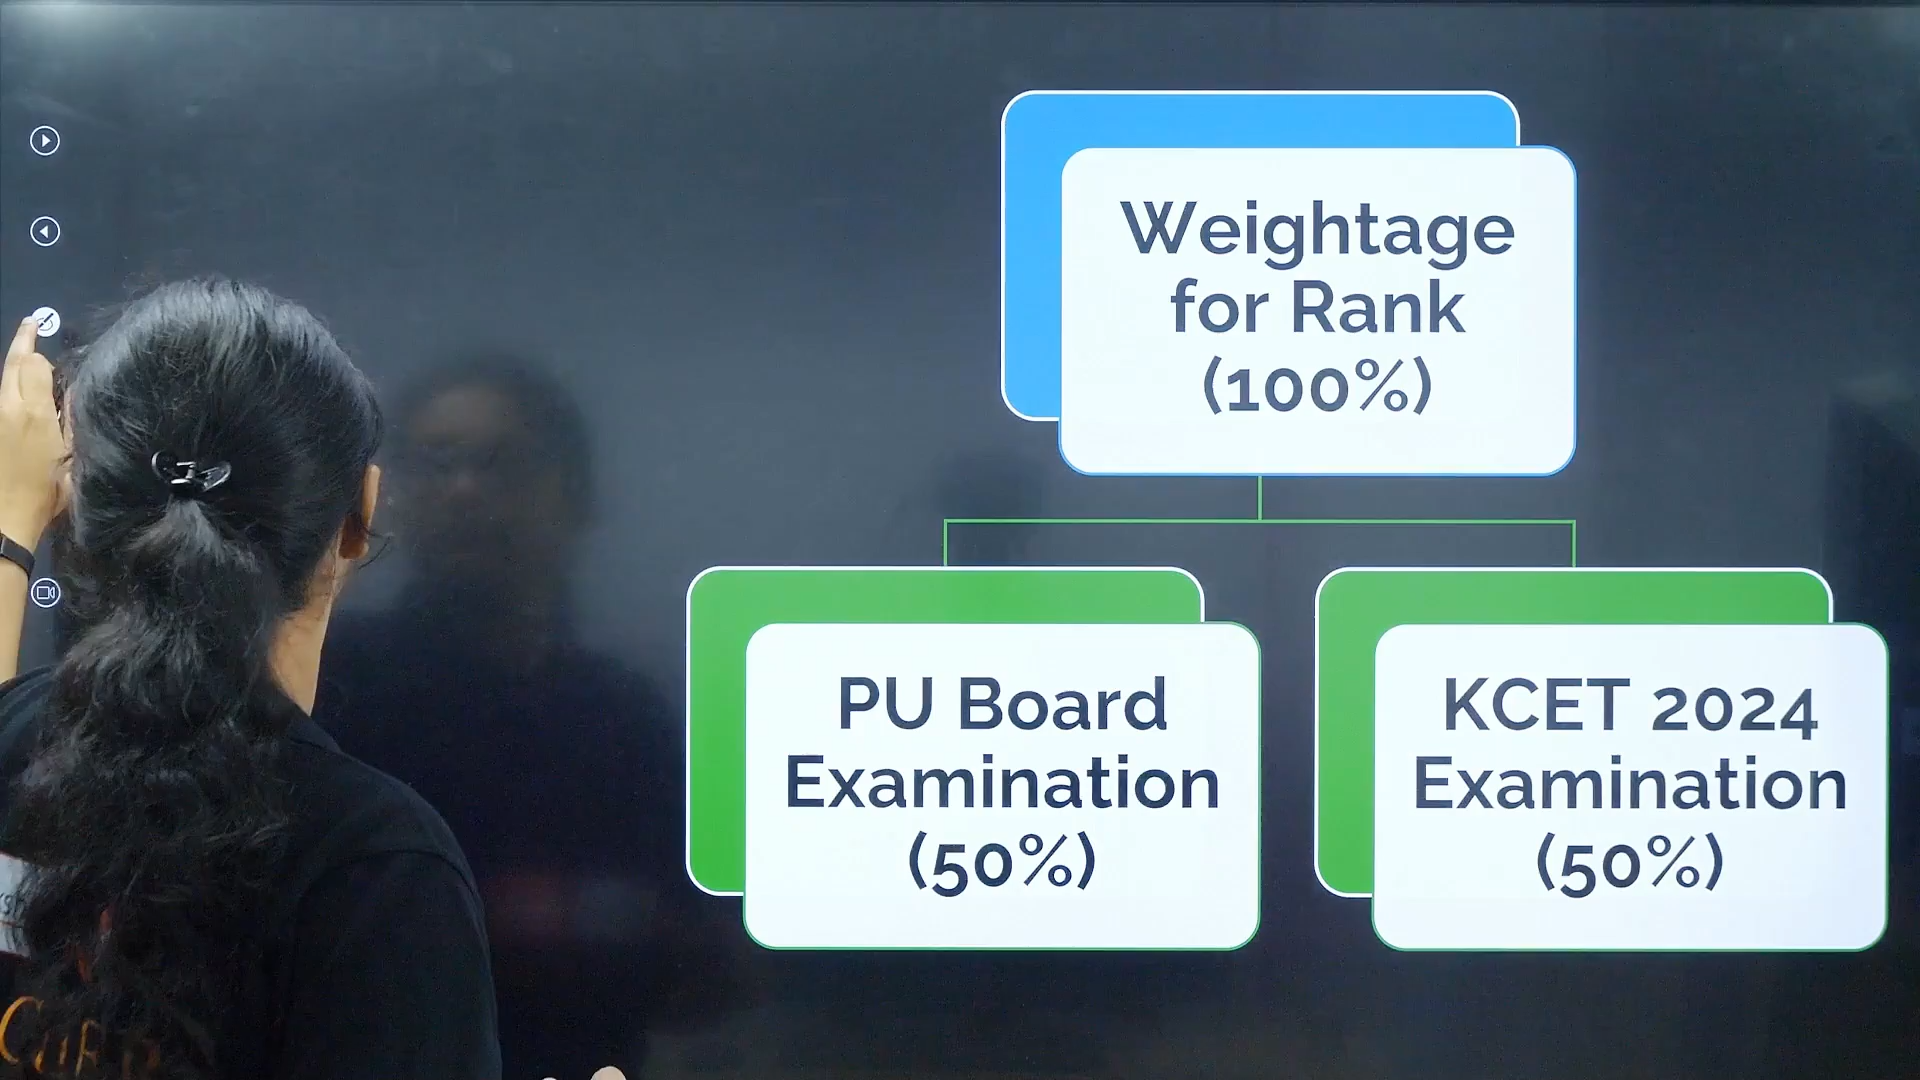 Weightage
for Rank
(100%)
PU Board
Examination
(50%)
KCET 2024
Examination
(50%)